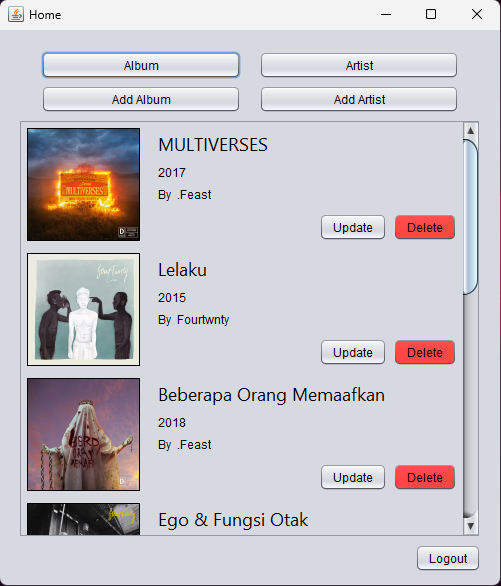 Home
Album Artist
Add Album Add Artist
MULTIVERSES
2017
By .Feast
MULTIVERSES
Update Delete
Lelaku
2015
By Fourtwnty
Update Delete
Beberapa Orang Memaafkan
2018
By .Feast
Update Delete
Ego & Fungsi Otak
Logout